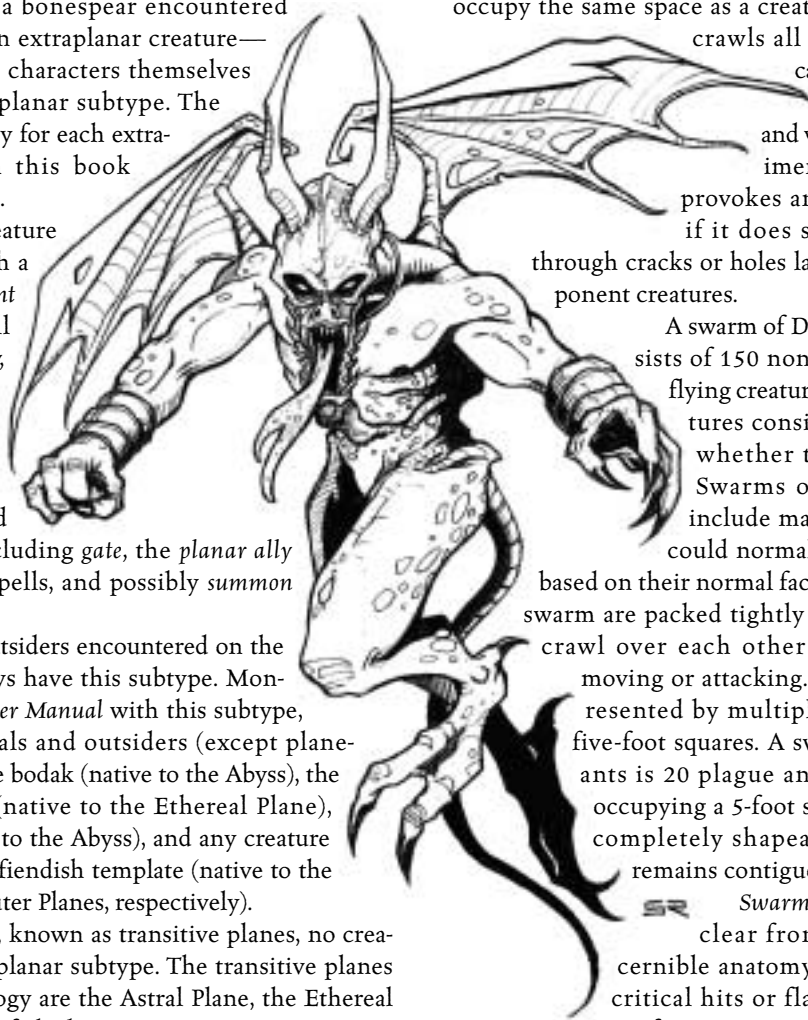 a bonespear encountered
n extraplanar creature—
characters themselves
planar subtype. The
y for each extra-
this book
.
eature
h a
nt
ll
,
d
cluding gate, the planar ally
pells, and possibly summon
tsiders encountered on the
ys have this subtype. Mon-
er Manual with this subtype,
als and outsiders (except plane-
e bodak (native to the Abyss), the
(native to the Ethereal Plane),
to the Abyss), and any creature
fiendish template (native to the
uter Planes, respectively).
, known as transitive planes, no crea-
planar subtype. The transitive planes
ogy are the Astral Plane, the Ethereal
occupy the same space as a creat
crawls all
ca
and w
imen
provokes an
if it does s
through cracks or holes la
ponent creatures.
A swarm of D
sists of 150 non
flying creatur
tures consi
whether t
Swarms o
include ma
could normal
based on their normal fac
swarm are packed tightly
crawl over each other
moving or attacking.
resented by multipl
five-foot squares. A sw
ants is 20 plague an
occupying a 5-foot s
completely shapea
remains contigu
Swarm
clear from
cernible anatomy
critical hits or fla
SR